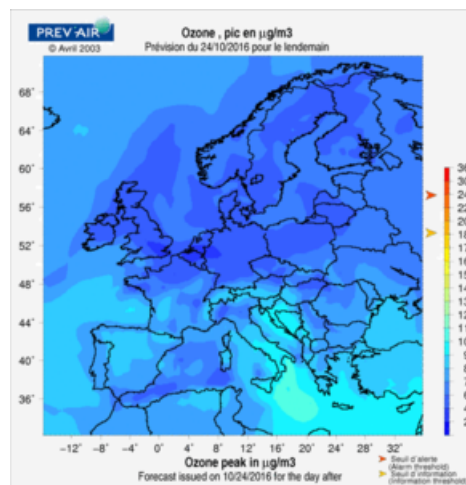 PREV'AIR
© Avril 2003
Ozone , pic en µg/m3
Prévision du 24/10/2016 pour le lendemain
68°
64°
60°
56°
52°
48°
44°
40°
36°
−12° −8° −4° 0° 4° 8° 12° 16° 20° 24° 28° 32°
Ozone peak in µg/m3
Forecast issued on 10/24/2016 for the day after
Seuil d'alerte
(Alarm threshold)
Seuil d'information
(Information threshold)